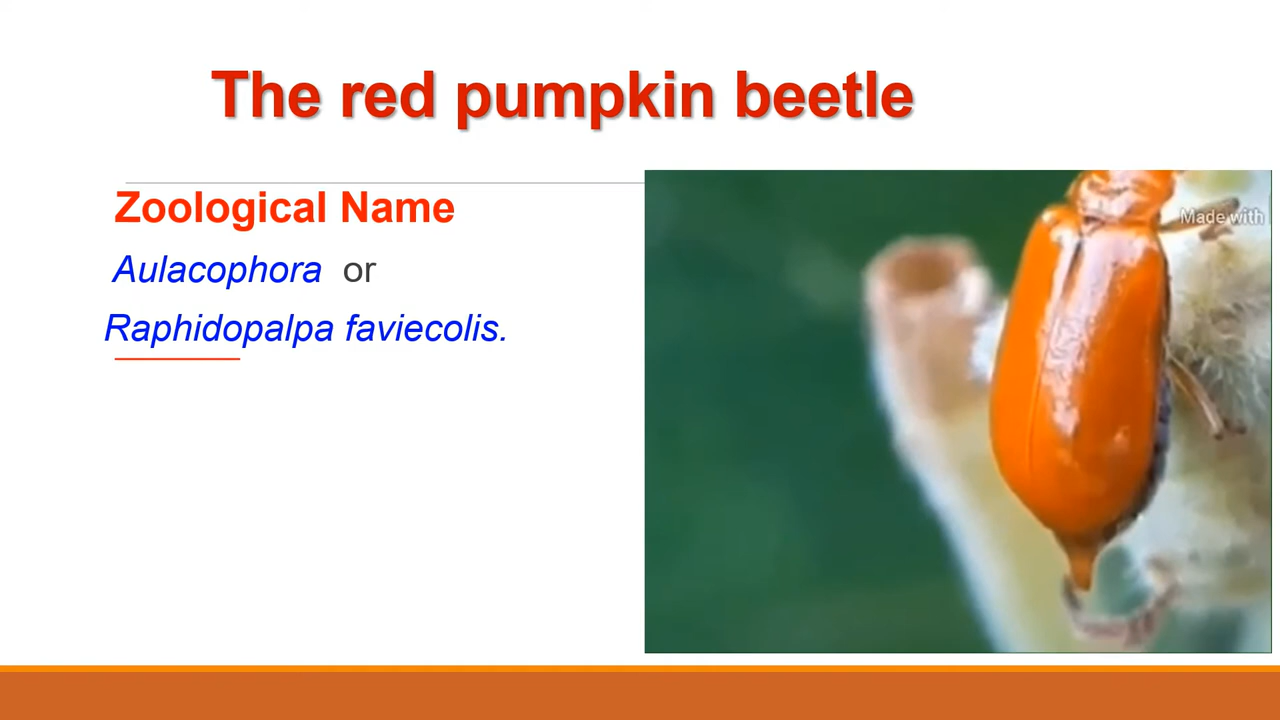 The red pumpkin beetle
Zoological Name
Aulacophora or
Raphidopalpa faviecolis.
Made with